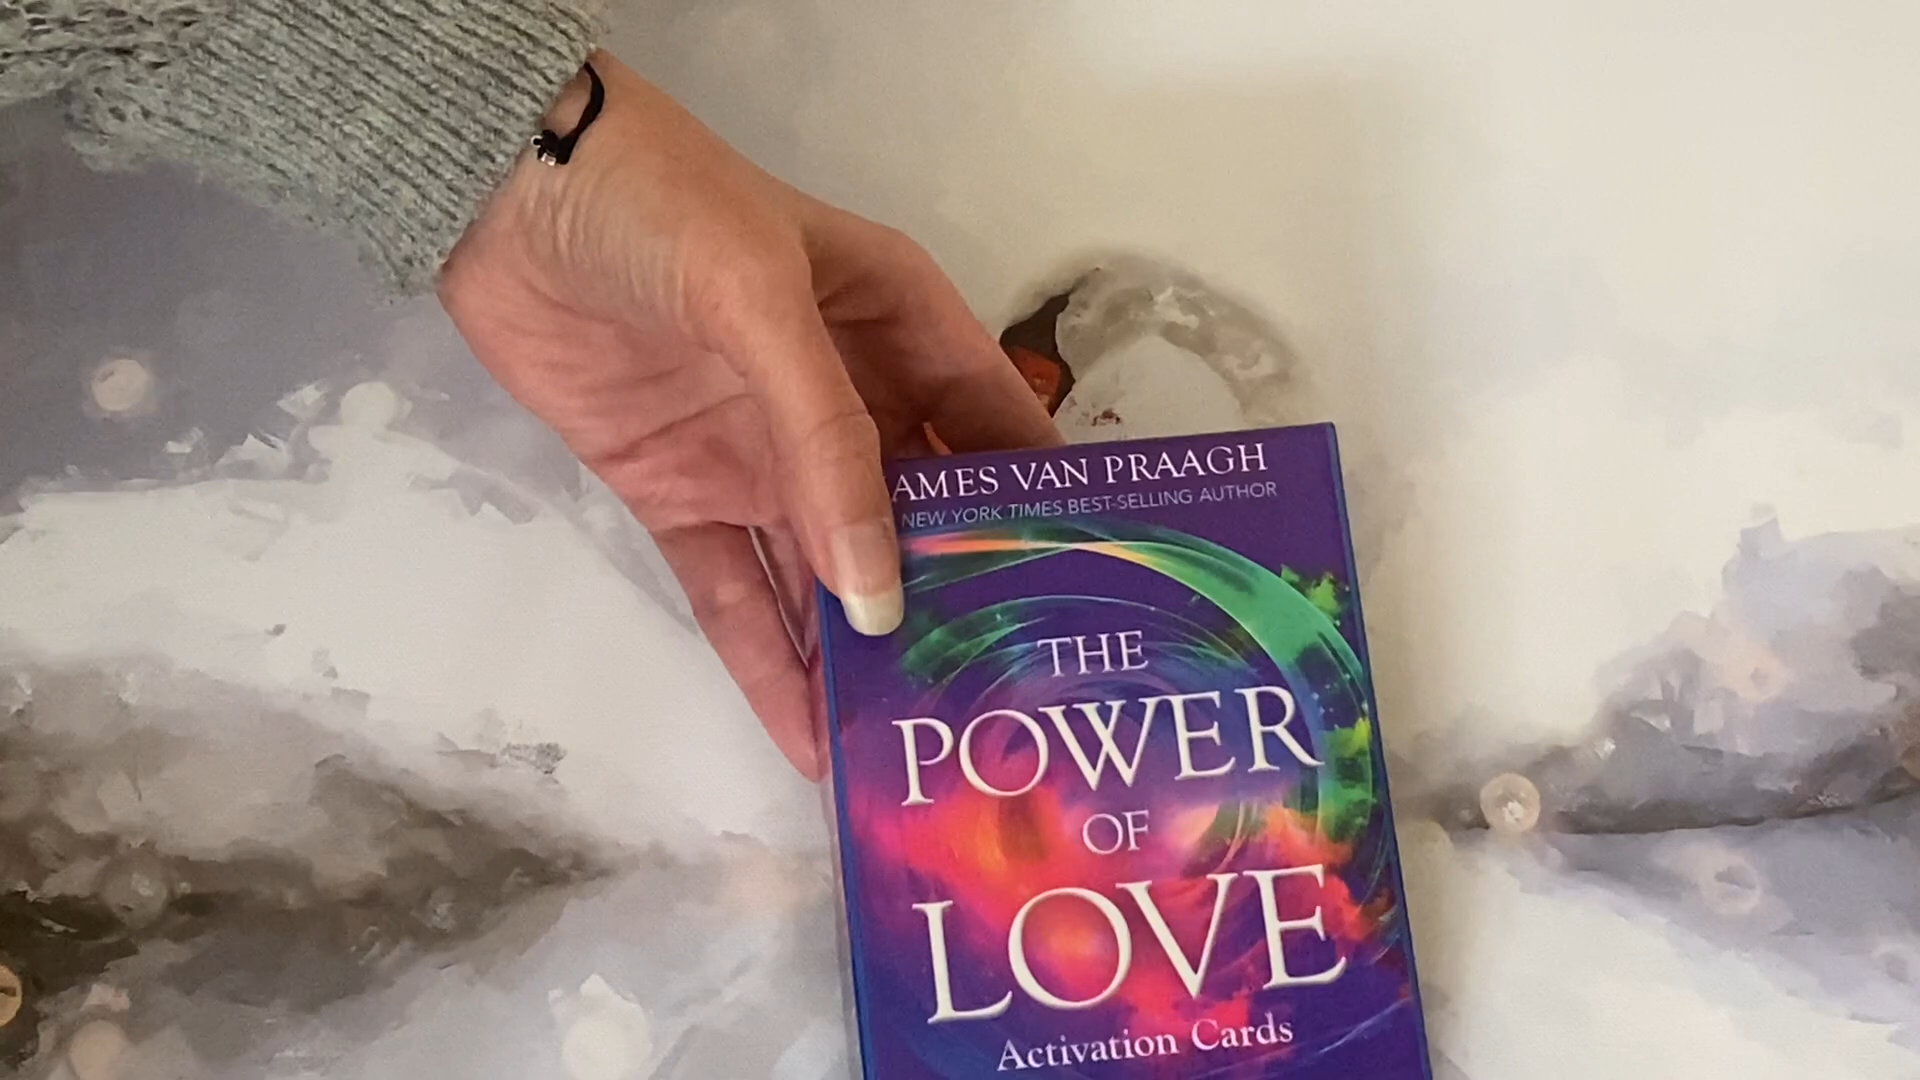 AMES VAN PRAAGH
NEW YORK TIMES BEST-SELLING AUTHOR
THE
POWER
OF
LOVE
Activation Cards